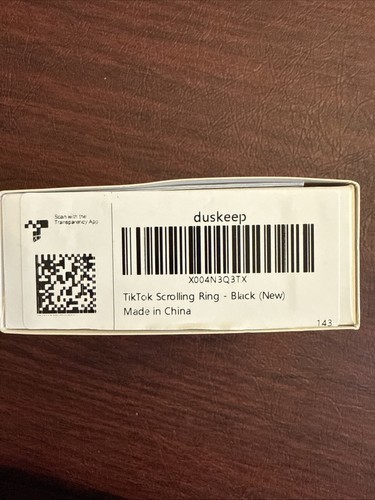 Scan with the
Transparency App
duskeep
X004N3Q3TX
TikTok Scrolling Ring - Black (New)
Made in China
143